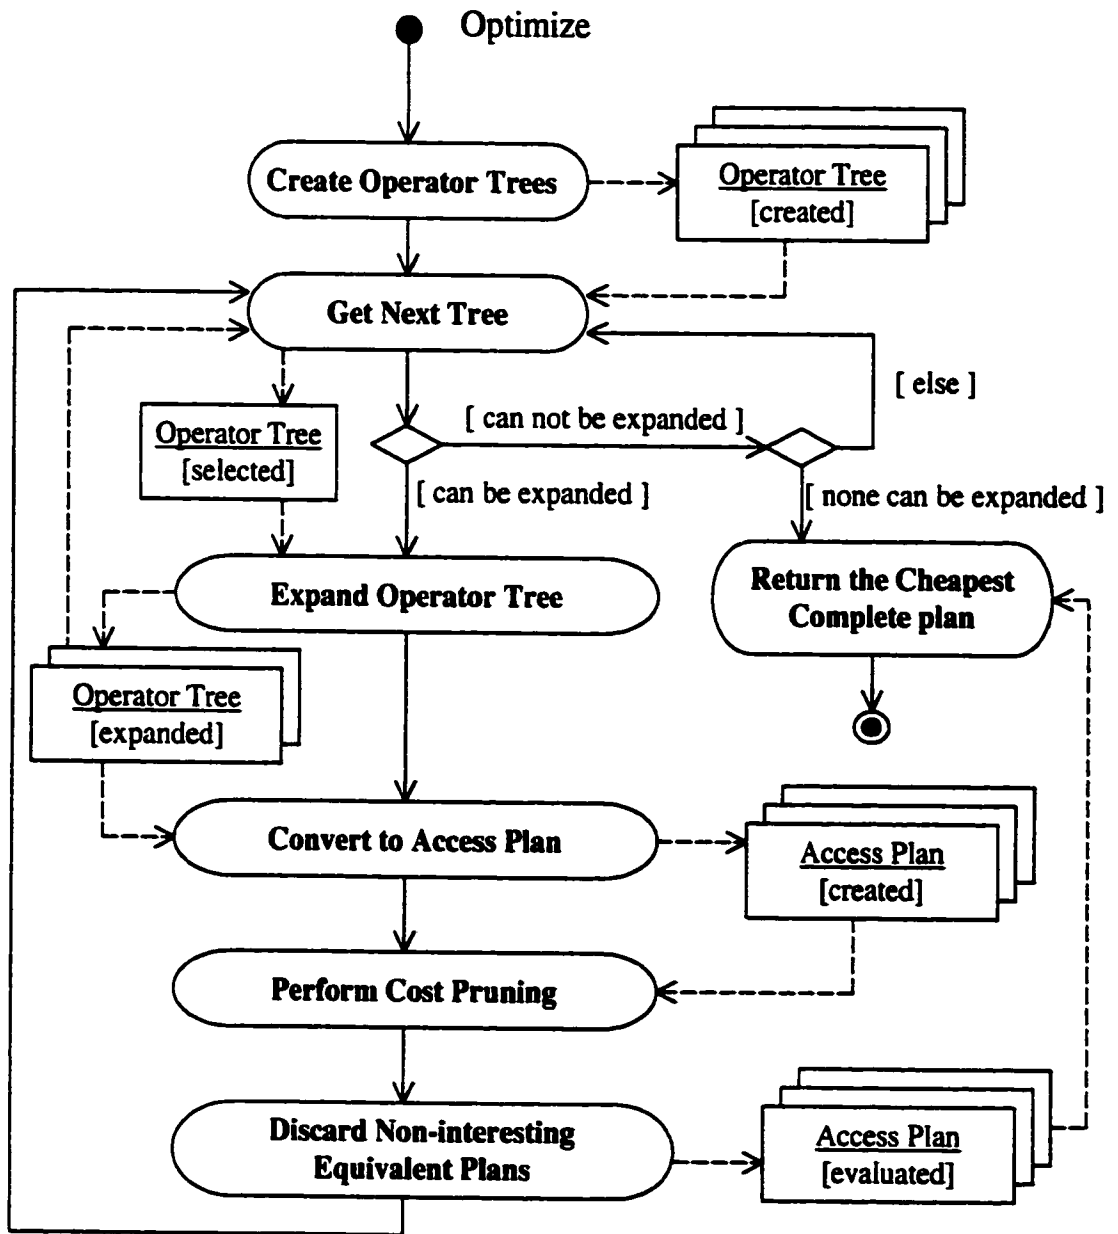 Optimize
Create Operator Trees
Operator Tree
[created]
Get Next Tree
[ else ]
[ can not be expanded ]
Operator Tree
[selected]
[ can be expanded ]
[ none can be expanded ]
Expand Operator Tree
Return the Cheapest
Complete plan
Operator Tree
[expanded]
Convert to Access Plan
Access Plan
[created]
Perform Cost Pruning
Discard Non-interesting
Equivalent Plans
Access Plan
[evaluated]